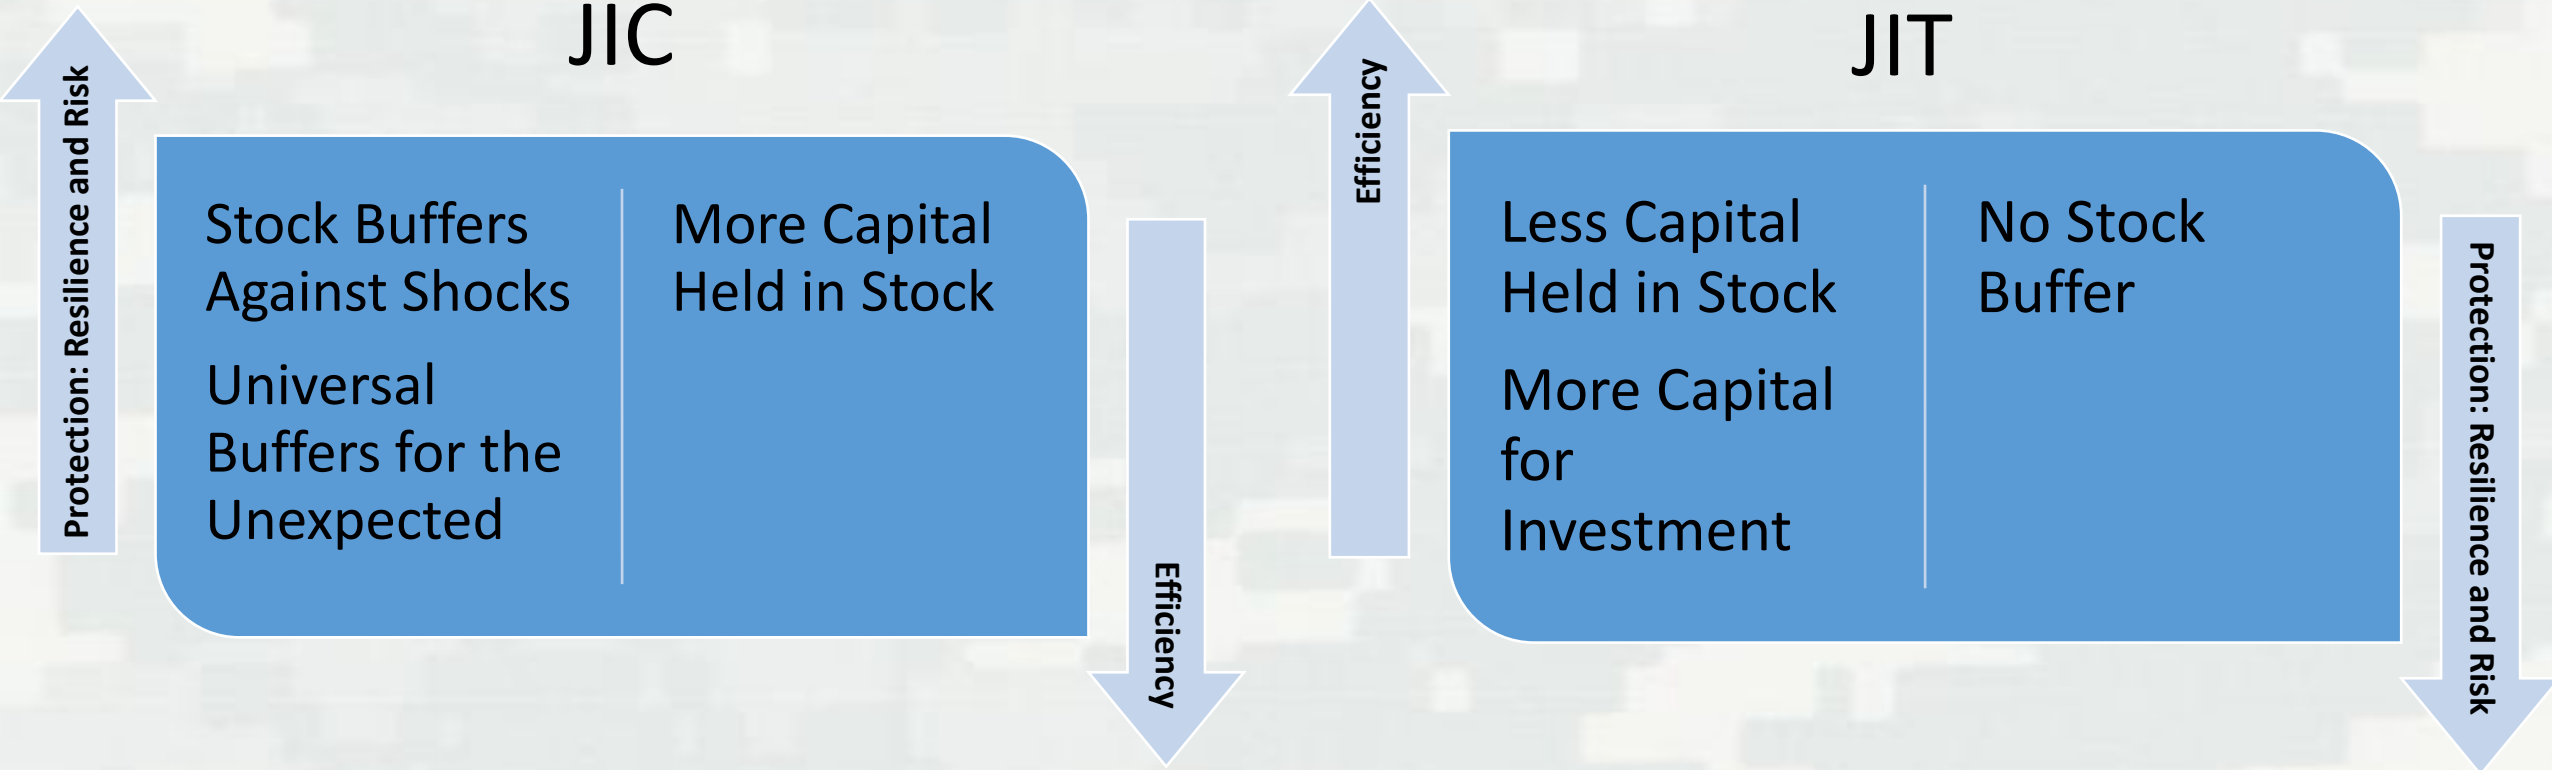 JIC
Protection: Resilience and Risk
Stock Buffers
Against Shocks
Universal
Buffers for the
Unexpected
More Capital
Held in Stock
Efficiency
JIT
Efficiency
Less Capital
Held in Stock
More Capital
for
Investment
No Stock
Buffer
Protection: Resilience and Risk